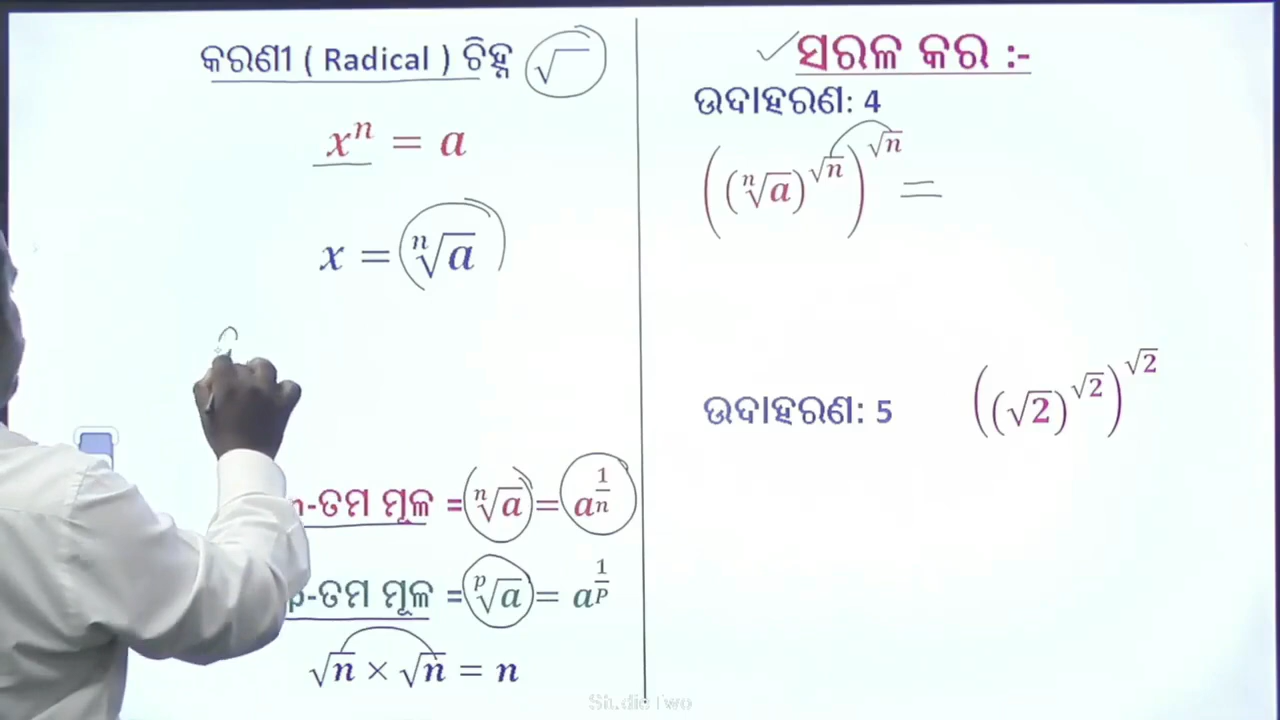 କରଣୀ ( Radical ) ଚିହ୍ନ √
xⁿ = a
x = ⁿ√a
n-ତମ ମୂଳ = ⁿ√a = a^(1/n)
p-ତମ ମୂଳ = ᵖ√a = a^(1/P)
√n × √n = n
ସରଳ କର :-
ଉଦାହରଣ: 4
((ⁿ√a)^√n)^√n =
ଉଦାହରଣ: 5 ((√2)^√2)^√2